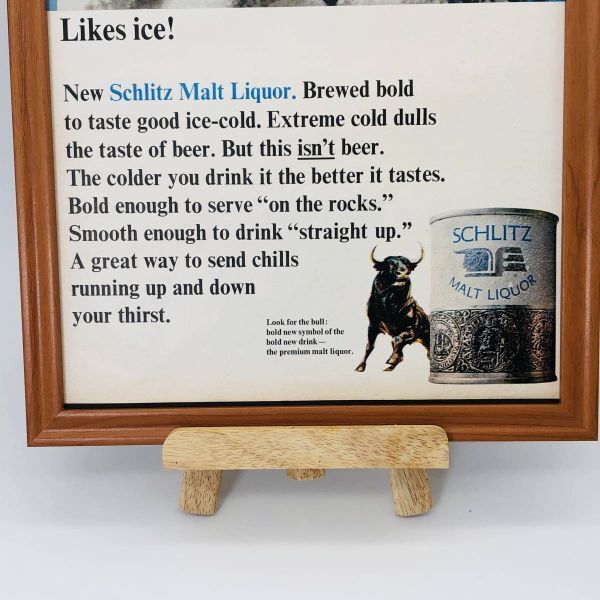 Likes ice!
New Schlitz Malt Liquor. Brewed bold
to taste good ice-cold. Extreme cold dulls
the taste of beer. But this isn't beer.
The colder you drink it the better it tastes.
Bold enough to serve “on the rocks.”
Smooth enough to drink “straight up.”
A great way to send chills
running up and down
your thirst.
Look for the bull:
bold new symbol of the
bold new drink—
the premium malt liquor.
SCHLITZ
MALT LIQUOR